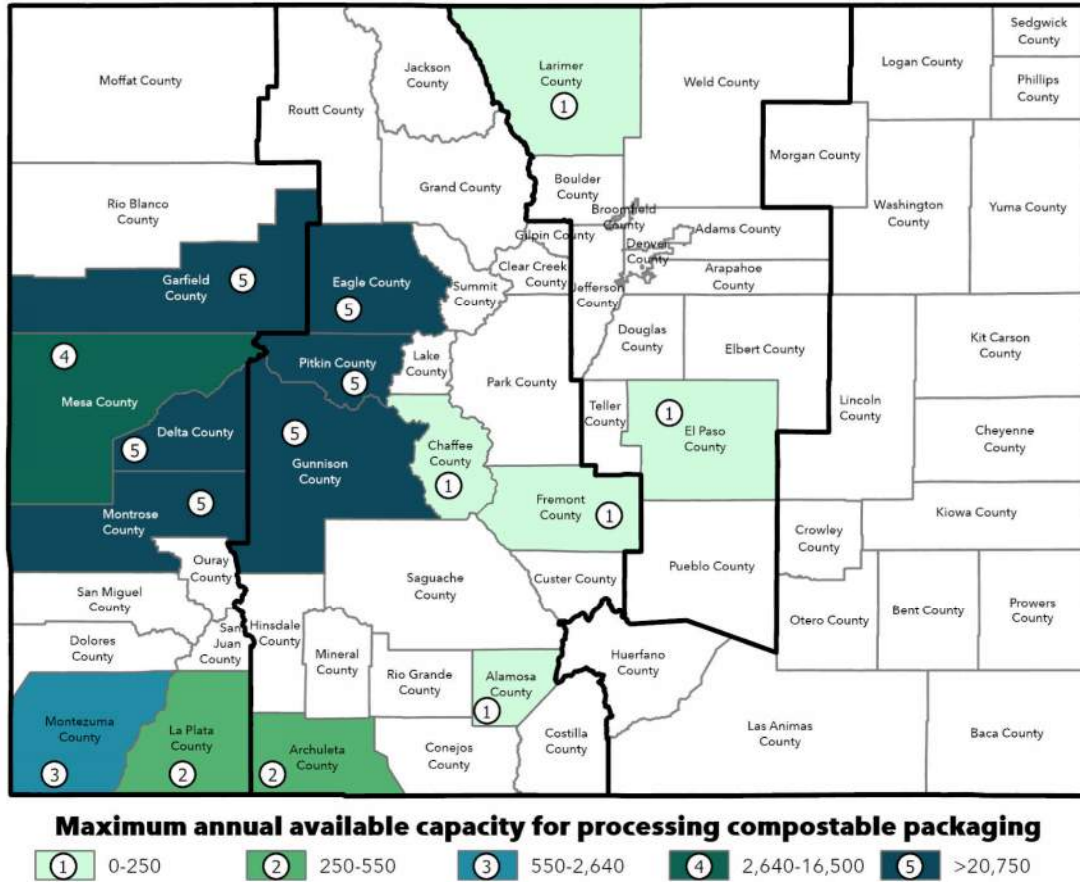 Sedgwick
County
Logan County
Phillips
County
Moffat County
Jackson
County
Larimer
County
1
Weld County
Routt County
Morgan County
Rio Blanco
County
Grand County
Boulder
County
Broomfield
County
Washington
County
Yuma County
Gilpin County
Adams County
Denver
County
Clear Creek
County
Arapahoe
County
Garfield
County
5
Eagle County
5
Summit
County
Jefferson
County
Douglas
County
Elbert County
Kit Carson
County
4
Mesa County
Pitkin County
5
Lake
County
Park County
Teller
County
1
El Paso
County
Lincoln
County
Cheyenne
County
Delta County
5
5
Gunnison
County
Chaffee
County
1
Fremont
County
1
Montrose
County
5
Kiowa County
Crowley
County
Ouray
County
Saguache
County
Custer County
Pueblo County
San Miguel
County
Otero County
Bent County
Prowers
County
Dolores
County
San
Juan
County
Hinsdale
County
Mineral
County
Rio Grande
County
Alamosa
County
1
Huerfano
County
Montezuma
County
3
La Plata
County
2
Archuleta
County
2
Conejos
County
Costilla
County
Las Animas
County
Baca County
Maximum annual available capacity for processing compostable packaging
1 0-250 2 250-550 3 550-2,640 4 2,640-16,500 5 >20,750